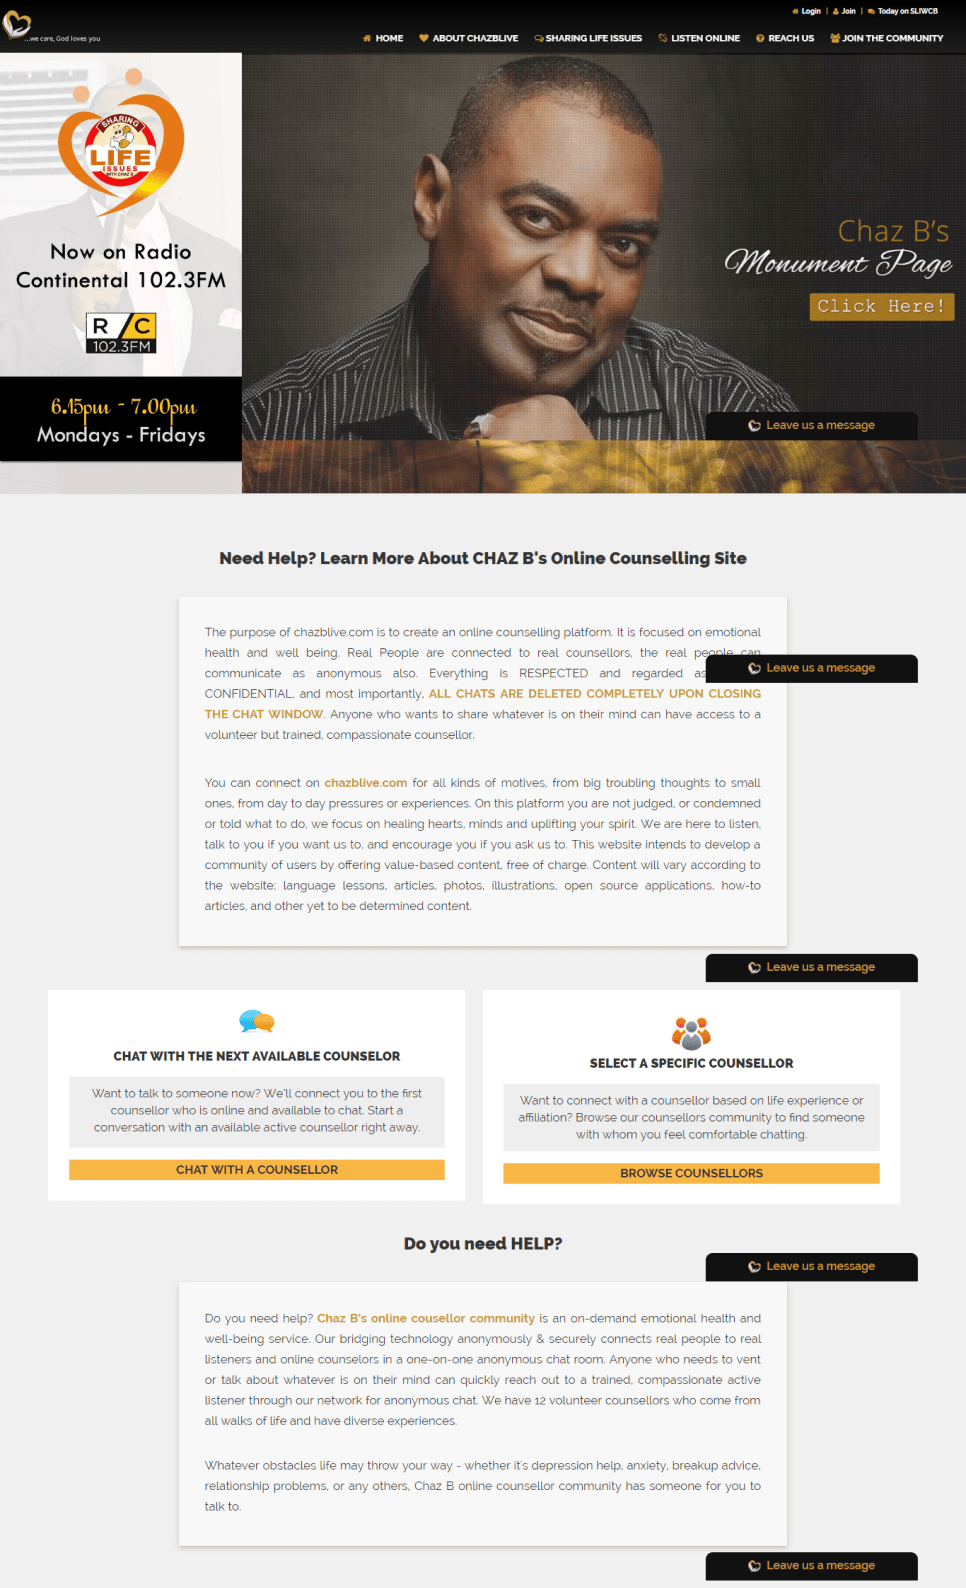 Login | Join | Today on SLIWCB
...we care, God loves you
HOME ABOUT CHAZBLIVE SHARING LIFE ISSUES LISTEN ONLINE REACH US JOIN THE COMMUNITY
SHARING
LIFE
ISSUES
WITH CHAZ B
Now on Radio
Continental 102.3FM
R/C
102.3FM
6.15pm - 7.00pm
Mondays - Fridays
Chaz B's
Monument Page
Click Here!
Leave us a message
Need Help? Learn More About CHAZ B's Online Counselling Site
The purpose of chazblive.com is to create an online counselling platform. It is focused on emotional
health and well being. Real People are connected to real counsellors, the real people can
Leave us a message
communicate as anonymous also. Everything is RESPECTED and regarded as
CONFIDENTIAL, and most importantly, ALL CHATS ARE DELETED COMPLETELY UPON CLOSING
THE CHAT WINDOW. Anyone who wants to share whatever is on their mind can have access to a
volunteer but trained, compassionate counsellor.
You can connect on chazblive.com for all kinds of motives, from big troubling thoughts to small
ones, from day to day pressures or experiences. On this platform you are not judged, or condemned
or told what to do, we focus on healing hearts, minds and uplifting your spirit. We are here to listen,
talk to you if you want us to, and encourage you if you ask us to. This website intends to develop a
community of users by offering value-based content, free of charge. Content will vary according to
the website; language lessons, articles, photos, illustrations, open source applications, how-to
articles, and other yet to be determined content.
Leave us a message
CHAT WITH THE NEXT AVAILABLE COUNSELOR
Want to talk to someone now? We'll connect you to the first
counsellor who is online and available to chat. Start a
conversation with an available active counsellor right away.
CHAT WITH A COUNSELLOR
SELECT A SPECIFIC COUNSELLOR
Want to connect with a counsellor based on life experience or
affiliation? Browse our counsellors community to find someone
with whom you feel comfortable chatting.
BROWSE COUNSELLORS
Do you need HELP?
Leave us a message
Do you need help? Chaz B's online cousellor community is an on-demand emotional health and
well-being service. Our bridging technology anonymously & securely connects real people to real
listeners and online counselors in a one-on-one anonymous chat room. Anyone who needs to vent
or talk about whatever is on their mind can quickly reach out to a trained, compassionate active
listener through our network for anonymous chat. We have 12 volunteer counsellors who come from
all walks of life and have diverse experiences.
Whatever obstacles life may throw your way - whether it's depression help, anxiety, breakup advice,
relationship problems, or any others, Chaz B online counsellor community has someone for you to
talk to.
Leave us a message